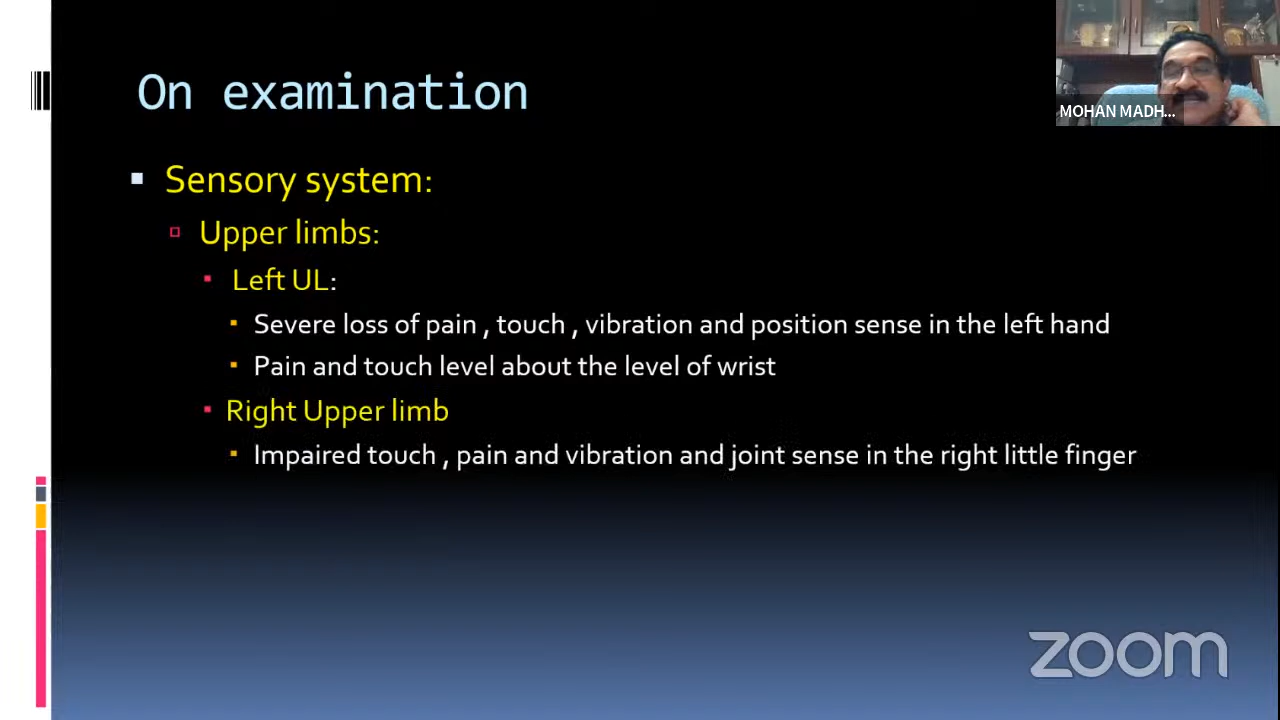 On examination
MOHAN MADH...
Sensory system:
Upper limbs:
Left UL:
Severe loss of pain , touch , vibration and position sense in the left hand
Pain and touch level about the level of wrist
Right Upper limb
Impaired touch , pain and vibration and joint sense in the right little finger
zoom